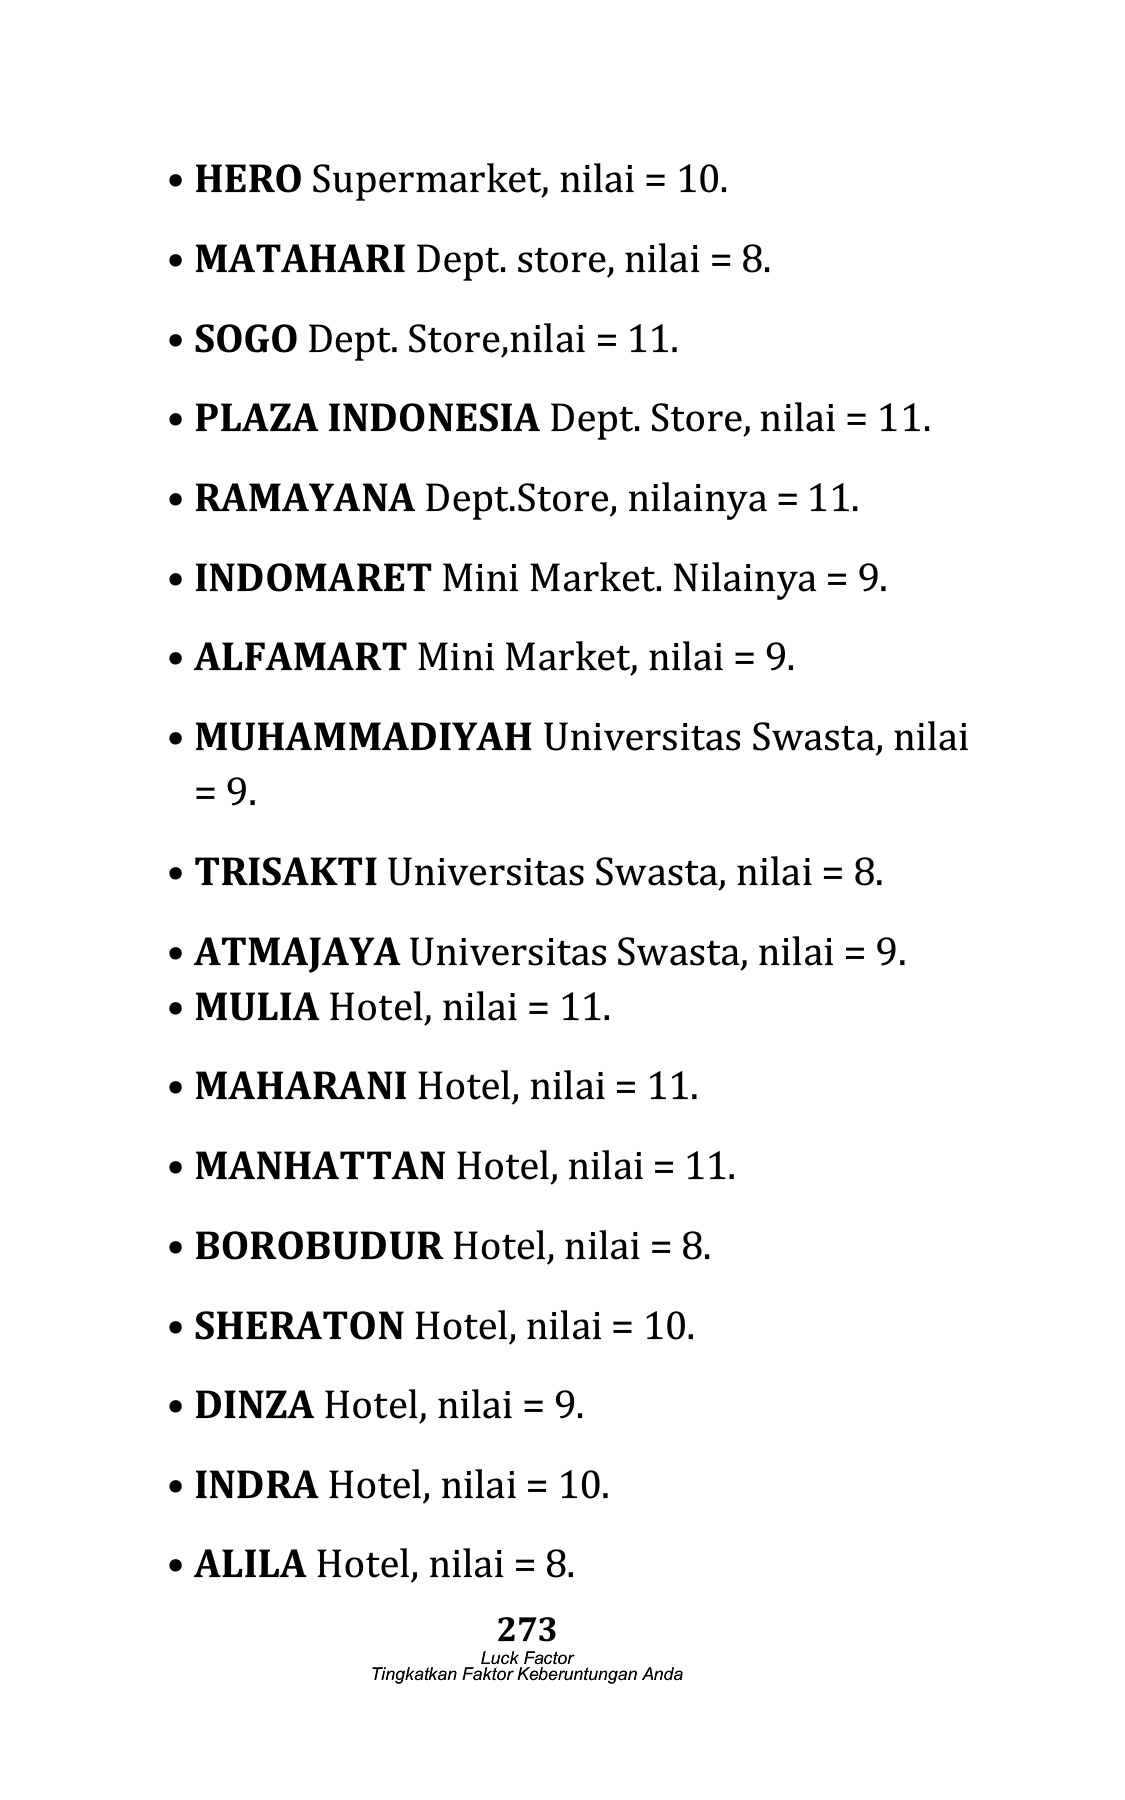 • HERO Supermarket, nilai = 10.
• MATAHARI Dept. store, nilai = 8.
• SOGO Dept. Store,nilai = 11.
• PLAZA INDONESIA Dept. Store, nilai = 11.
• RAMAYANA Dept.Store, nilainya = 11.
• INDOMARET Mini Market. Nilainya = 9.
• ALFAMART Mini Market, nilai = 9.
• MUHAMMADIYAH Universitas Swasta, nilai
= 9.
• TRISAKTI Universitas Swasta, nilai = 8.
• ATMAJAYA Universitas Swasta, nilai = 9.
• MULIA Hotel, nilai = 11.
• MAHARANI Hotel, nilai = 11.
• MANHATTAN Hotel, nilai = 11.
• BOROBUDUR Hotel, nilai = 8.
• SHERATON Hotel, nilai = 10.
• DINZA Hotel, nilai = 9.
• INDRA Hotel, nilai = 10.
• ALILA Hotel, nilai = 8.
273
Luck Factor
Tingkatkan Faktor Keberuntungan Anda